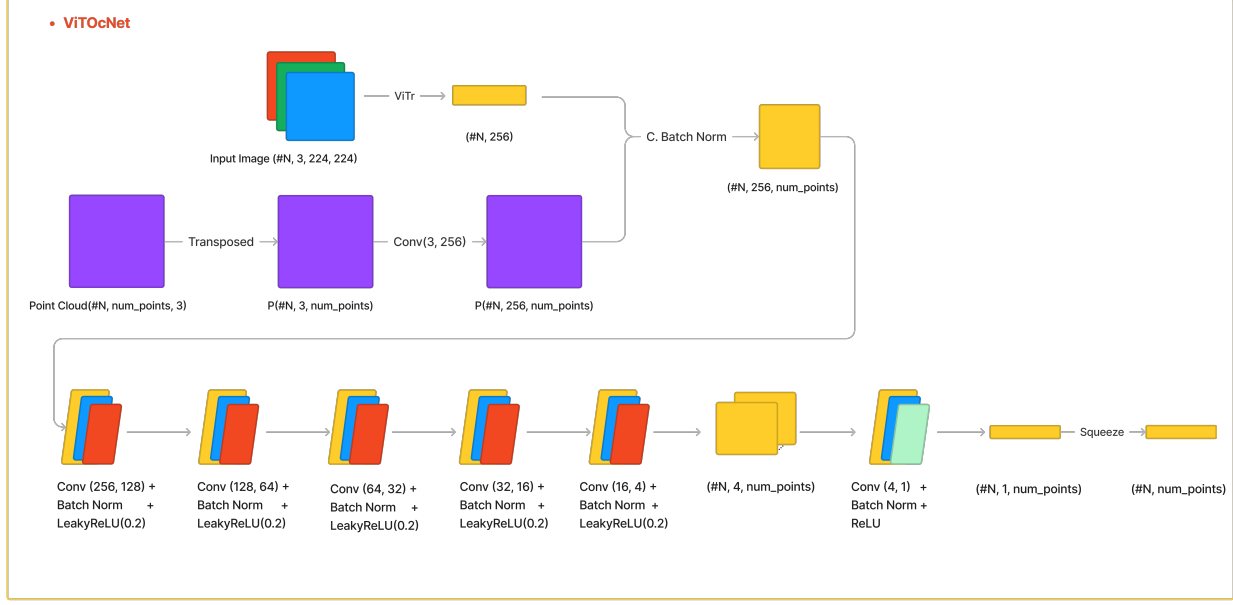 • ViTOcNet
ViTr
(#N, 256)
C. Batch Norm
Input Image (#N, 3, 224, 224)
(#N, 256, num_points)
Transposed
Conv(3, 256)
Point Cloud(#N, num_points, 3)
P(#N, 3, num_points)
P(#N, 256, num_points)
Conv (256, 128) +
Batch Norm +
LeakyReLU(0.2)
Conv (128, 64) +
Batch Norm +
LeakyReLU(0.2)
Conv (64, 32) +
Batch Norm +
LeakyReLU(0.2)
Conv (32, 16) +
Batch Norm +
LeakyReLU(0.2)
Conv (16, 4) +
Batch Norm +
LeakyReLU(0.2)
(#N, 4, num_points)
Conv (4, 1) +
Batch Norm +
ReLU
(#N, 1, num_points)
Squeeze
(#N, num_points)